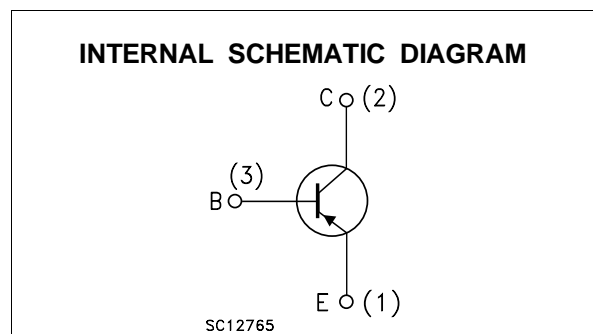 INTERNAL SCHEMATIC DIAGRAM
C (2)
(3)
B
E (1)
SC12765